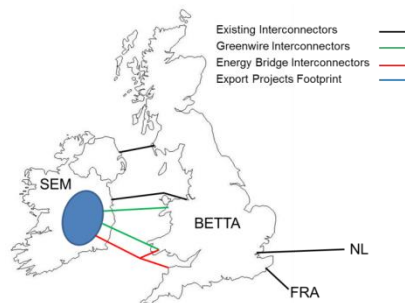 Existing Interconnectors
Greenwire Interconnectors
Energy Bridge Interconnectors
Export Projects Footprint
SEM
BETTA
NL
FRA